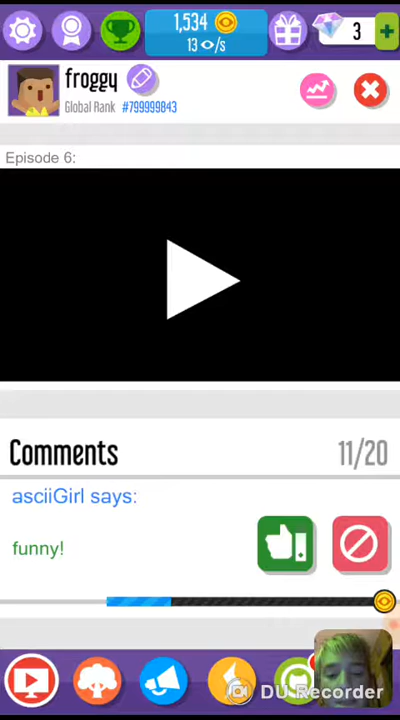 1,534
13 /s
3
froggy
Global Rank #799999843
Episode 6:
Comments 11/20
asciiGirl says:
funny!
DU Recorder